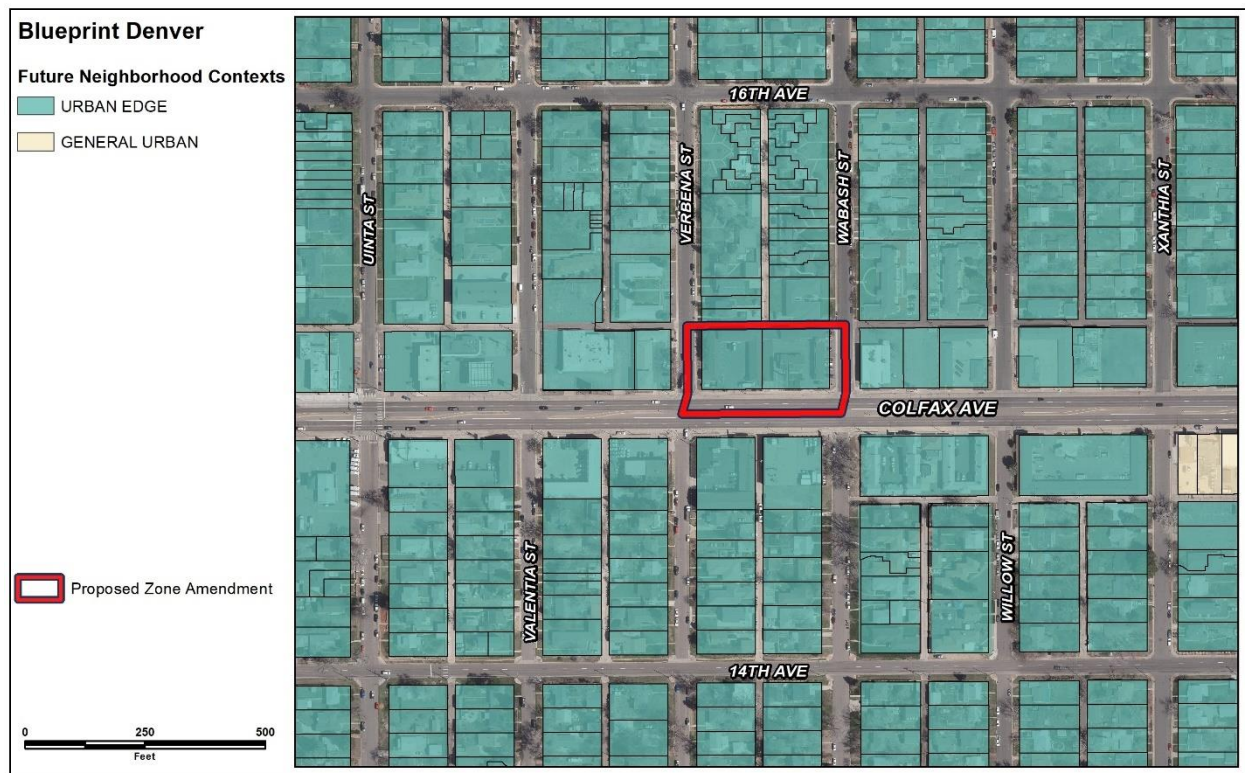 Blueprint Denver
Future Neighborhood Contexts
URBAN EDGE
GENERAL URBAN
Proposed Zone Amendment
0 250 500
Feet
16TH AVE
UINTA ST
VERBENA ST
WABASH ST
XANTHIA ST
COLFAX AVE
VALENTIA ST
WILLOW ST
14TH AVE